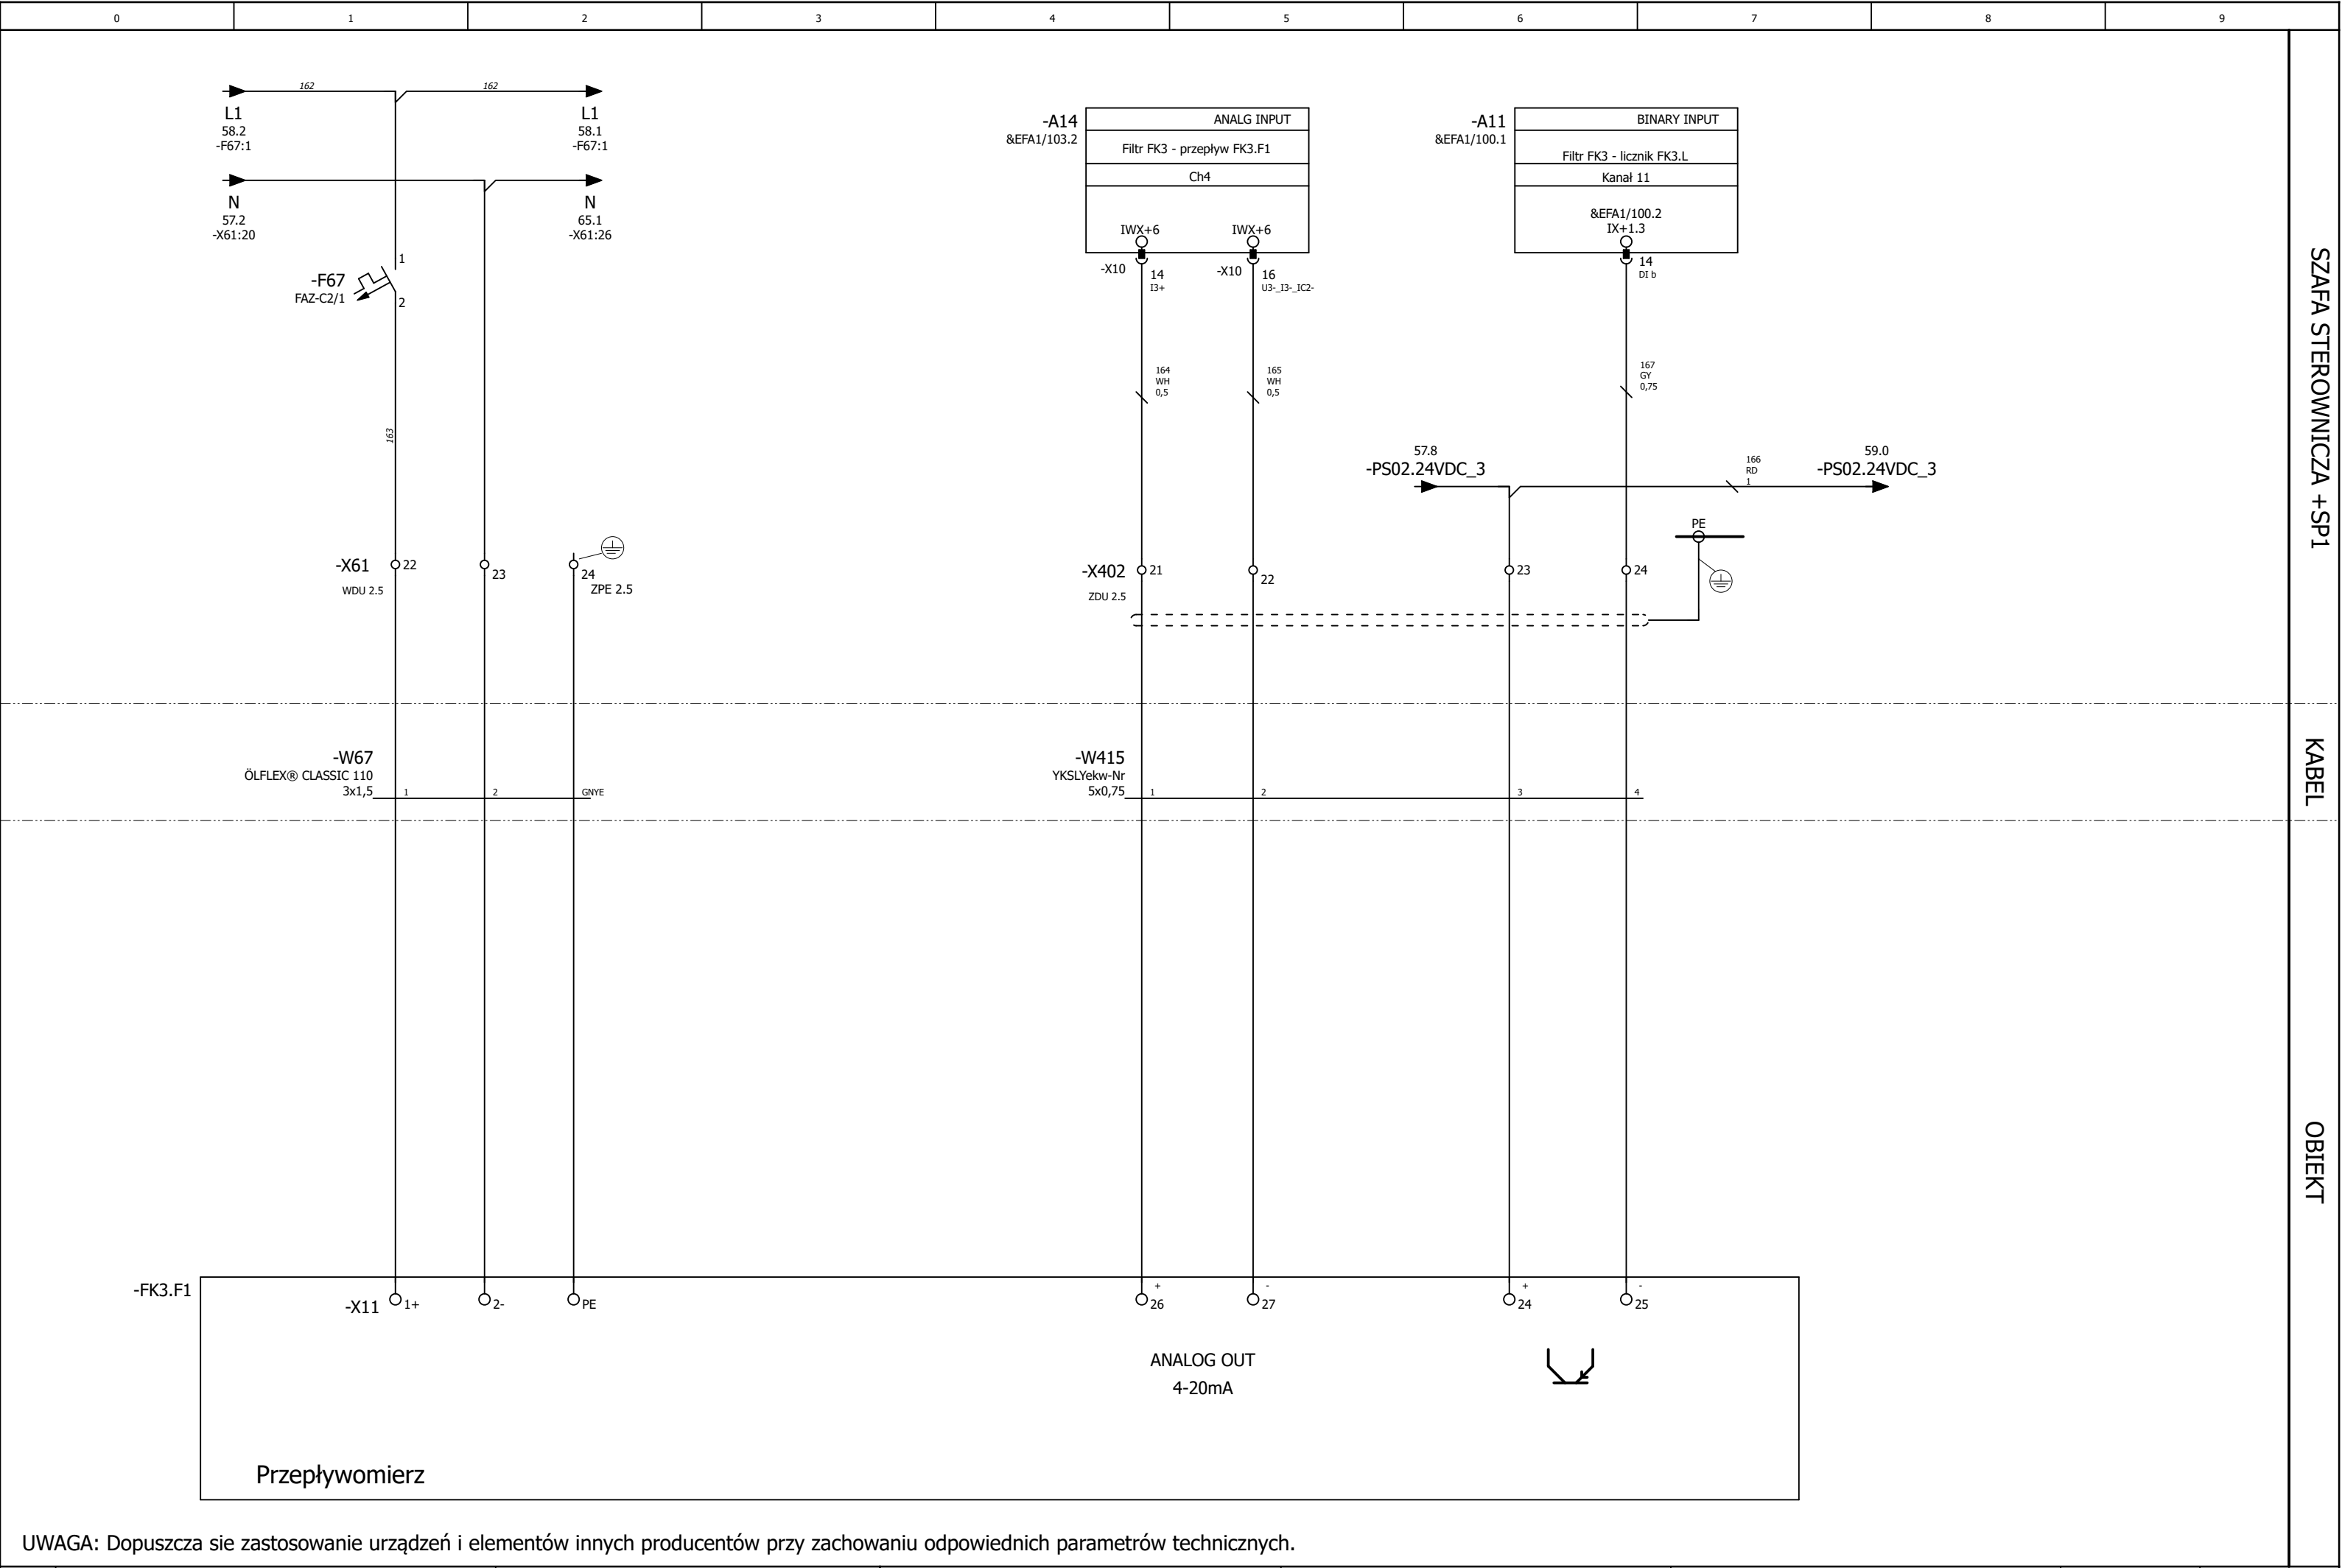 0 1 2 3 4 5 6 7 8 9
162 162
L1
58.2
-F67:1
L1
58.1
-F67:1
N
57.2
-X61:20
N
65.1
-X61:26
-F67
FAZ-C2/1
1
2
163
-A14
&EFA1/103.2
ANALG INPUT
Filtr FK3 - przepływ FK3.F1
Ch4
IWX+6 IWX+6
-X10
14
I3+
-X10
16
U3-_I3-_IC2-
164
WH
0,5
165
WH
0,5
-A11
&EFA1/100.1
BINARY INPUT
Filtr FK3 - licznik FK3.L
Kanał 11
&EFA1/100.2
IX+1.3
14
DI b
167
GY
0,75
57.8
-PS02.24VDC_3
166
RD
1
59.0
-PS02.24VDC_3
PE
-X61
WDU 2.5
22
23
24
ZPE 2.5
-X402
ZDU 2.5
21
22
23
24
SZAFA STEROWNICZA +SP1
-W67
ÖLFLEX® CLASSIC 110
3x1,5
1 2 GNYE
-W415
YKSLYekw-Nr
5x0,75
1 2 3 4
KABEL
OBIEKT
-FK3.F1
-X11
1+ 2- PE
+
26
-
27
+
24
-
25
ANALOG OUT
4-20mA
Przepływomierz
UWAGA: Dopuszcza sie zastosowanie urządzeń i elementów innych producentów przy zachowaniu odpowiednich parametrów technicznych.